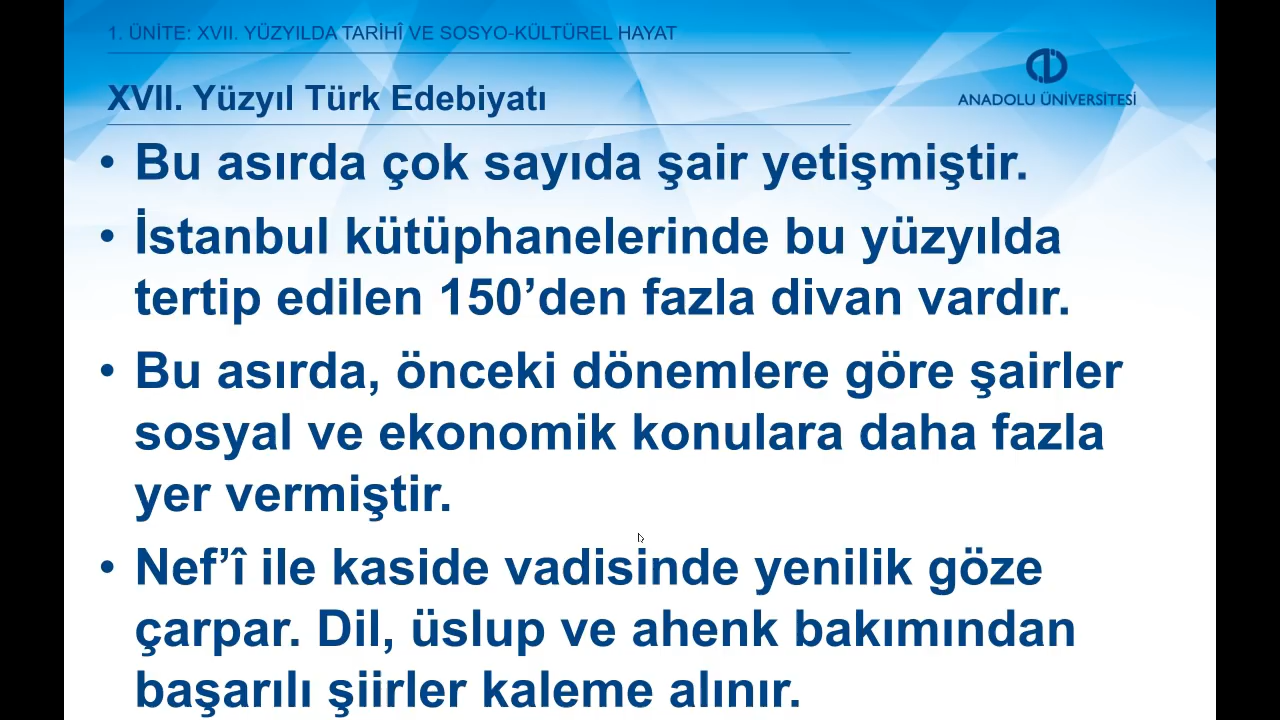 1. ÜNİTE: XVII. YÜZYILDA TARİHÎ VE SOSYO-KÜLTÜREL HAYAT
XVII. Yüzyıl Türk Edebiyatı
ANADOLU ÜNİVERSİTESİ
• Bu asırda çok sayıda şair yetişmiştir.
• İstanbul kütüphanelerinde bu yüzyılda
tertip edilen 150’den fazla divan vardır.
• Bu asırda, önceki dönemlere göre şairler
sosyal ve ekonomik konulara daha fazla
yer vermiştir.
• Nef’î ile kaside vadisinde yenilik göze
çarpar. Dil, üslup ve ahenk bakımından
başarılı şiirler kaleme alınır.